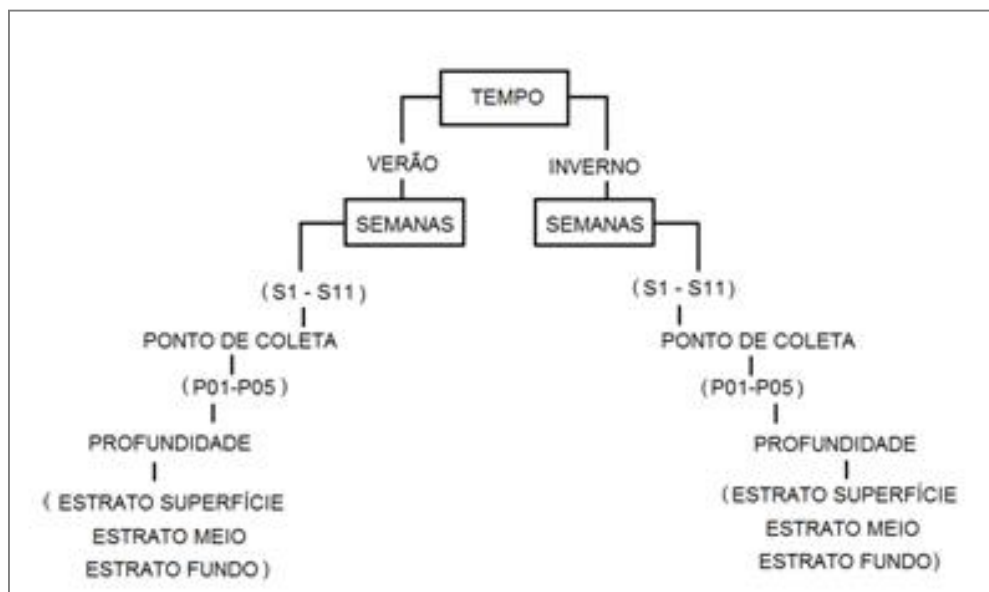 TEMPO
VERÃO
INVERNO
SEMANAS
SEMANAS
(S1 - S11)
(S1 - S11)
PONTO DE COLETA
PONTO DE COLETA
(P01-P05)
(P01-P05)
PROFUNDIDADE
PROFUNDIDADE
( ESTRATO SUPERFÍCIE
ESTRATO MEIO
ESTRATO FUNDO)
(ESTRATO SUPERFÍCIE
ESTRATO MEIO
ESTRATO FUNDO)